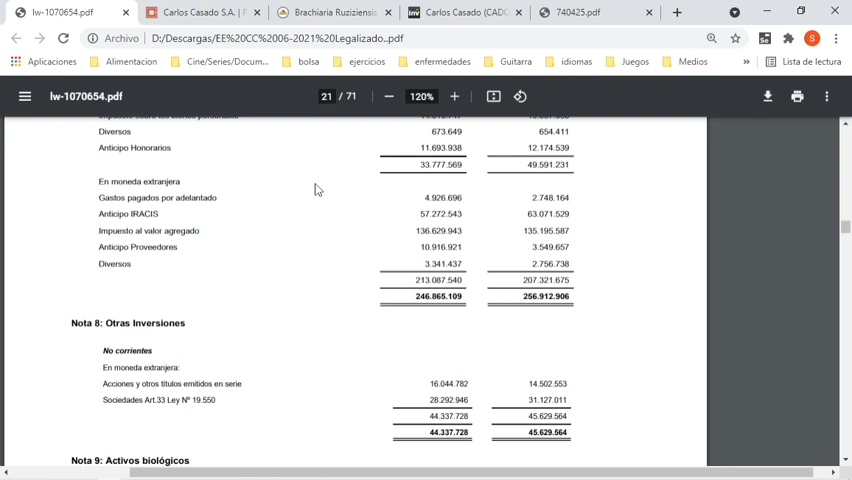 lw-1070654.pdf
Carlos Casado S.A. | P
Brachiaria Ruziziensis
Carlos Casado (CADO
740425.pdf
Archivo | D:/Descargas/EE%20CC%2006-2021%20Legalizado..pdf
Aplicaciones Alimentacion Cine/Series/Docum... bolsa ejercicios enfermedades Guitarra idiomas Juegos Medios » Lista de lectura
lw-1070654.pdf 21 / 71 120%
Diversos 673.649 654.411
Anticipo Honorarios 11.693.938 12.174.539
33.777.569 49.591.231
En moneda extranjera
Gastos pagados por adelantado 4.926.696 2.748.164
Anticipo IRACIS 57.272.543 63.071.529
Impuesto al valor agregado 136.629.943 135.195.587
Anticipo Proveedores 10.916.921 3.549.657
Diversos 3.341.437 2.756.738
213.087.540 207.321.675
246.865.109 256.912.906
Nota 8: Otras Inversiones
No corrientes
En moneda extranjera:
Acciones y otros títulos emitidos en serie 16.044.782 14.502.553
Sociedades Art.33 Ley Nº 19.550 28.292.946 31.127.011
44.337.728 45.629.564
44.337.728 45.629.564
Nota 9: Activos biológicos